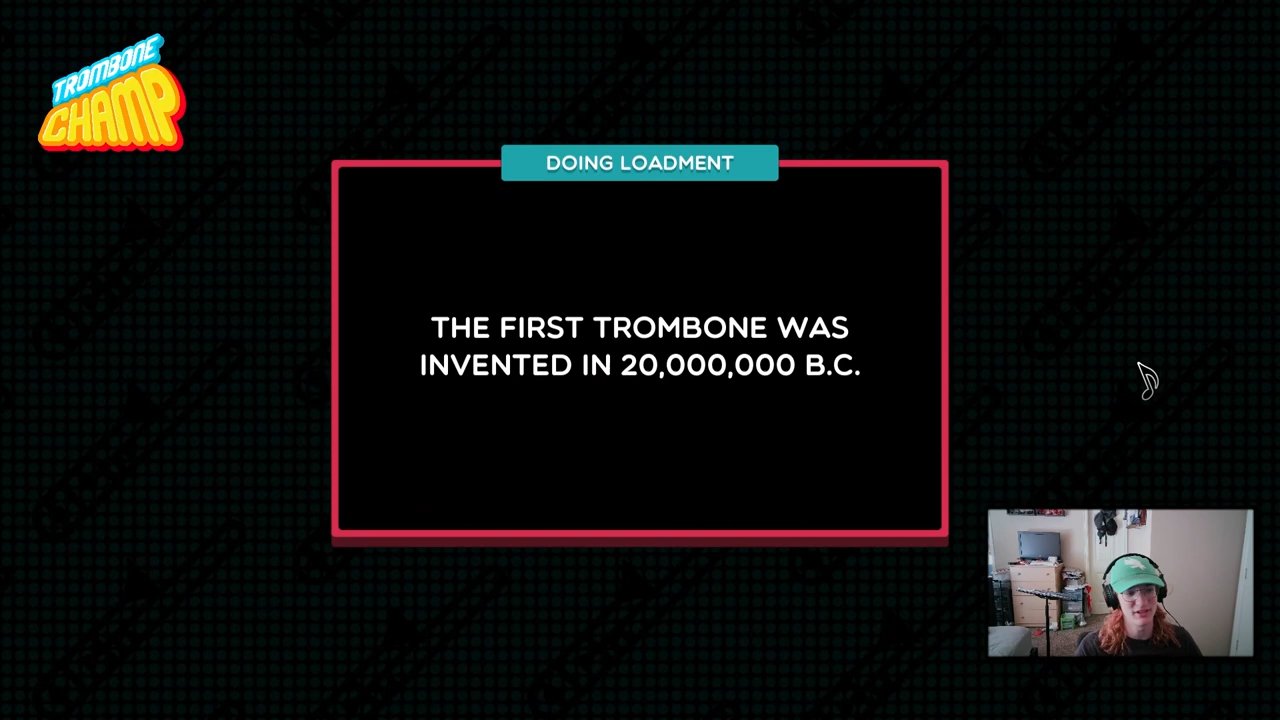 TROMBONE
CHAMP
DOING LOADMENT
THE FIRST TROMBONE WAS
INVENTED IN 20,000,000 B.C.